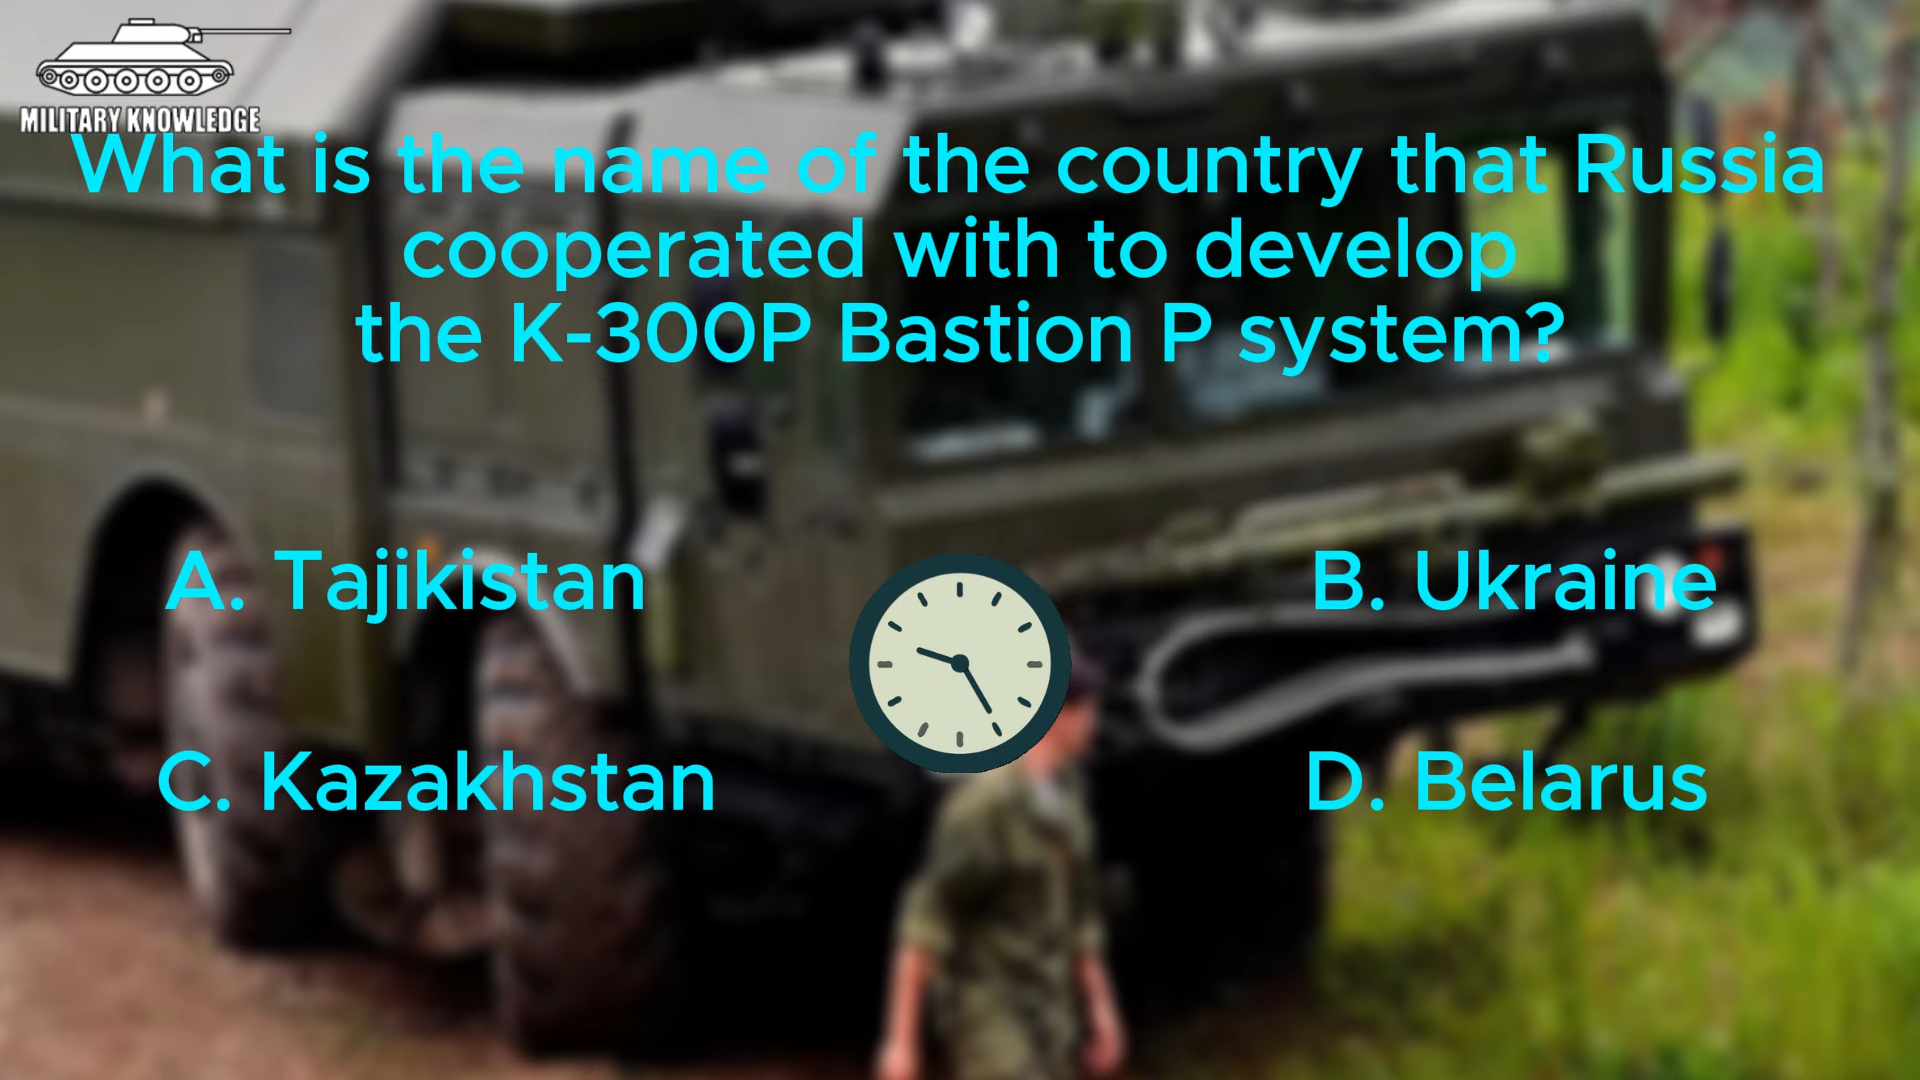 MILITARY KNOWLEDGE
What is the name of the country that Russia
cooperated with to develop
the K-300P Bastion P system?
A. Tajikistan
B. Ukraine
C. Kazakhstan
D. Belarus